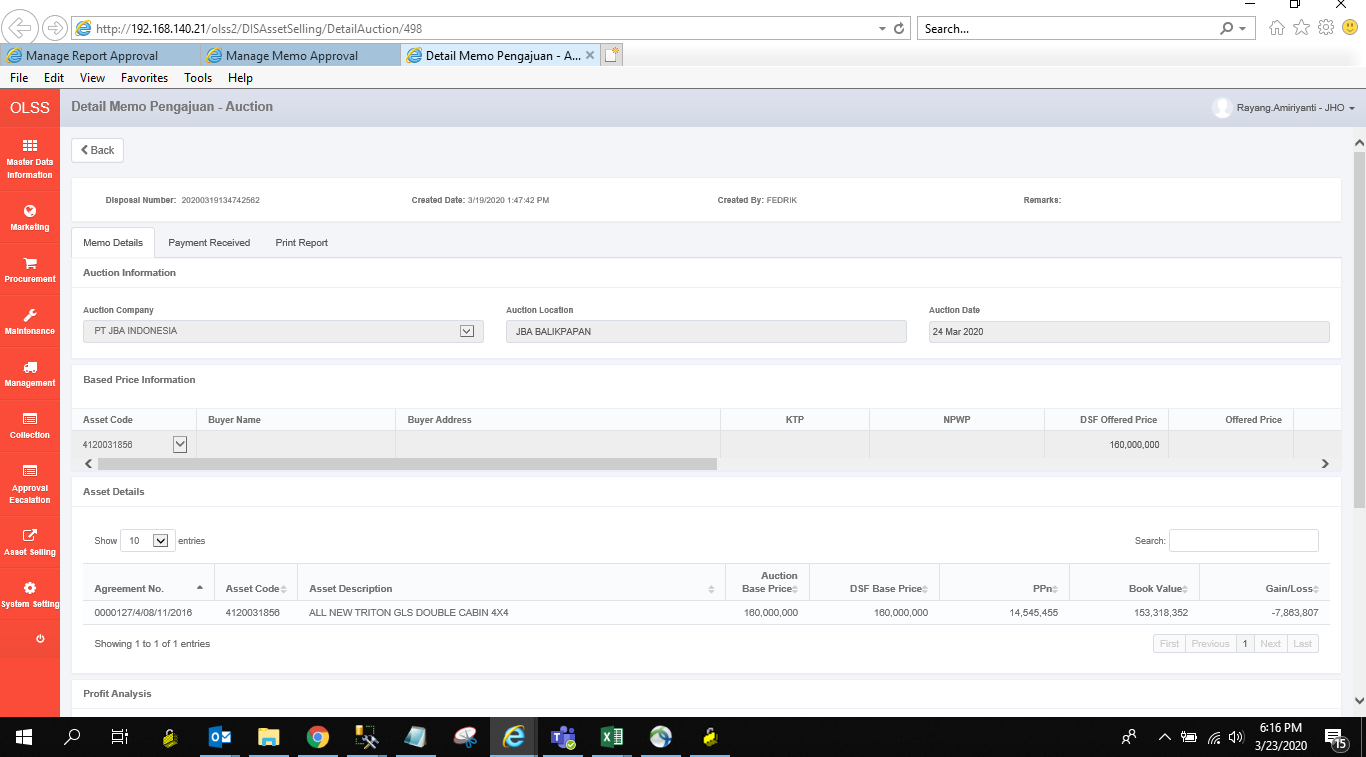 http://192.168.140.21/olss2/DISAssetSelling/DetailAuction/498
Search...
Manage Report Approval
Manage Memo Approval
Detail Memo Pengajuan - A...
File Edit View Favorites Tools Help
OLSS
Detail Memo Pengajuan - Auction
Rayang.Amiriyanti - JHO
Master Data
Information
Marketing
Procurement
Maintenance
Management
Collection
Approval
Escalation
Asset Selling
System Setting
Back
Disposal Number: 20200319134742562
Created Date: 3/19/2020 1:47:42 PM
Created By: FEDRIK
Remarks:
Memo Details
Payment Received
Print Report
Auction Information
Auction Company
Auction Location
Auction Date
PT JBA INDONESIA
JBA BALIKPAPAN
24 Mar 2020
Based Price Information
Asset Code Buyer Name Buyer Address KTP NPWP DSF Offered Price Offered Price
4120031856 160,000,000
Asset Details
Show 10 entries
Search:
Agreement No. Asset Code Asset Description Auction Base Price DSF Base Price PPn Book Value Gain/Loss
0000127/4/08/11/2016 4120031856 ALL NEW TRITON GLS DOUBLE CABIN 4X4 160,000,000 160,000,000 14,545,455 153,318,352 -7,863,807
Showing 1 to 1 of 1 entries
First Previous 1 Next Last
Profit Analysis
6:16 PM
3/23/2020
15